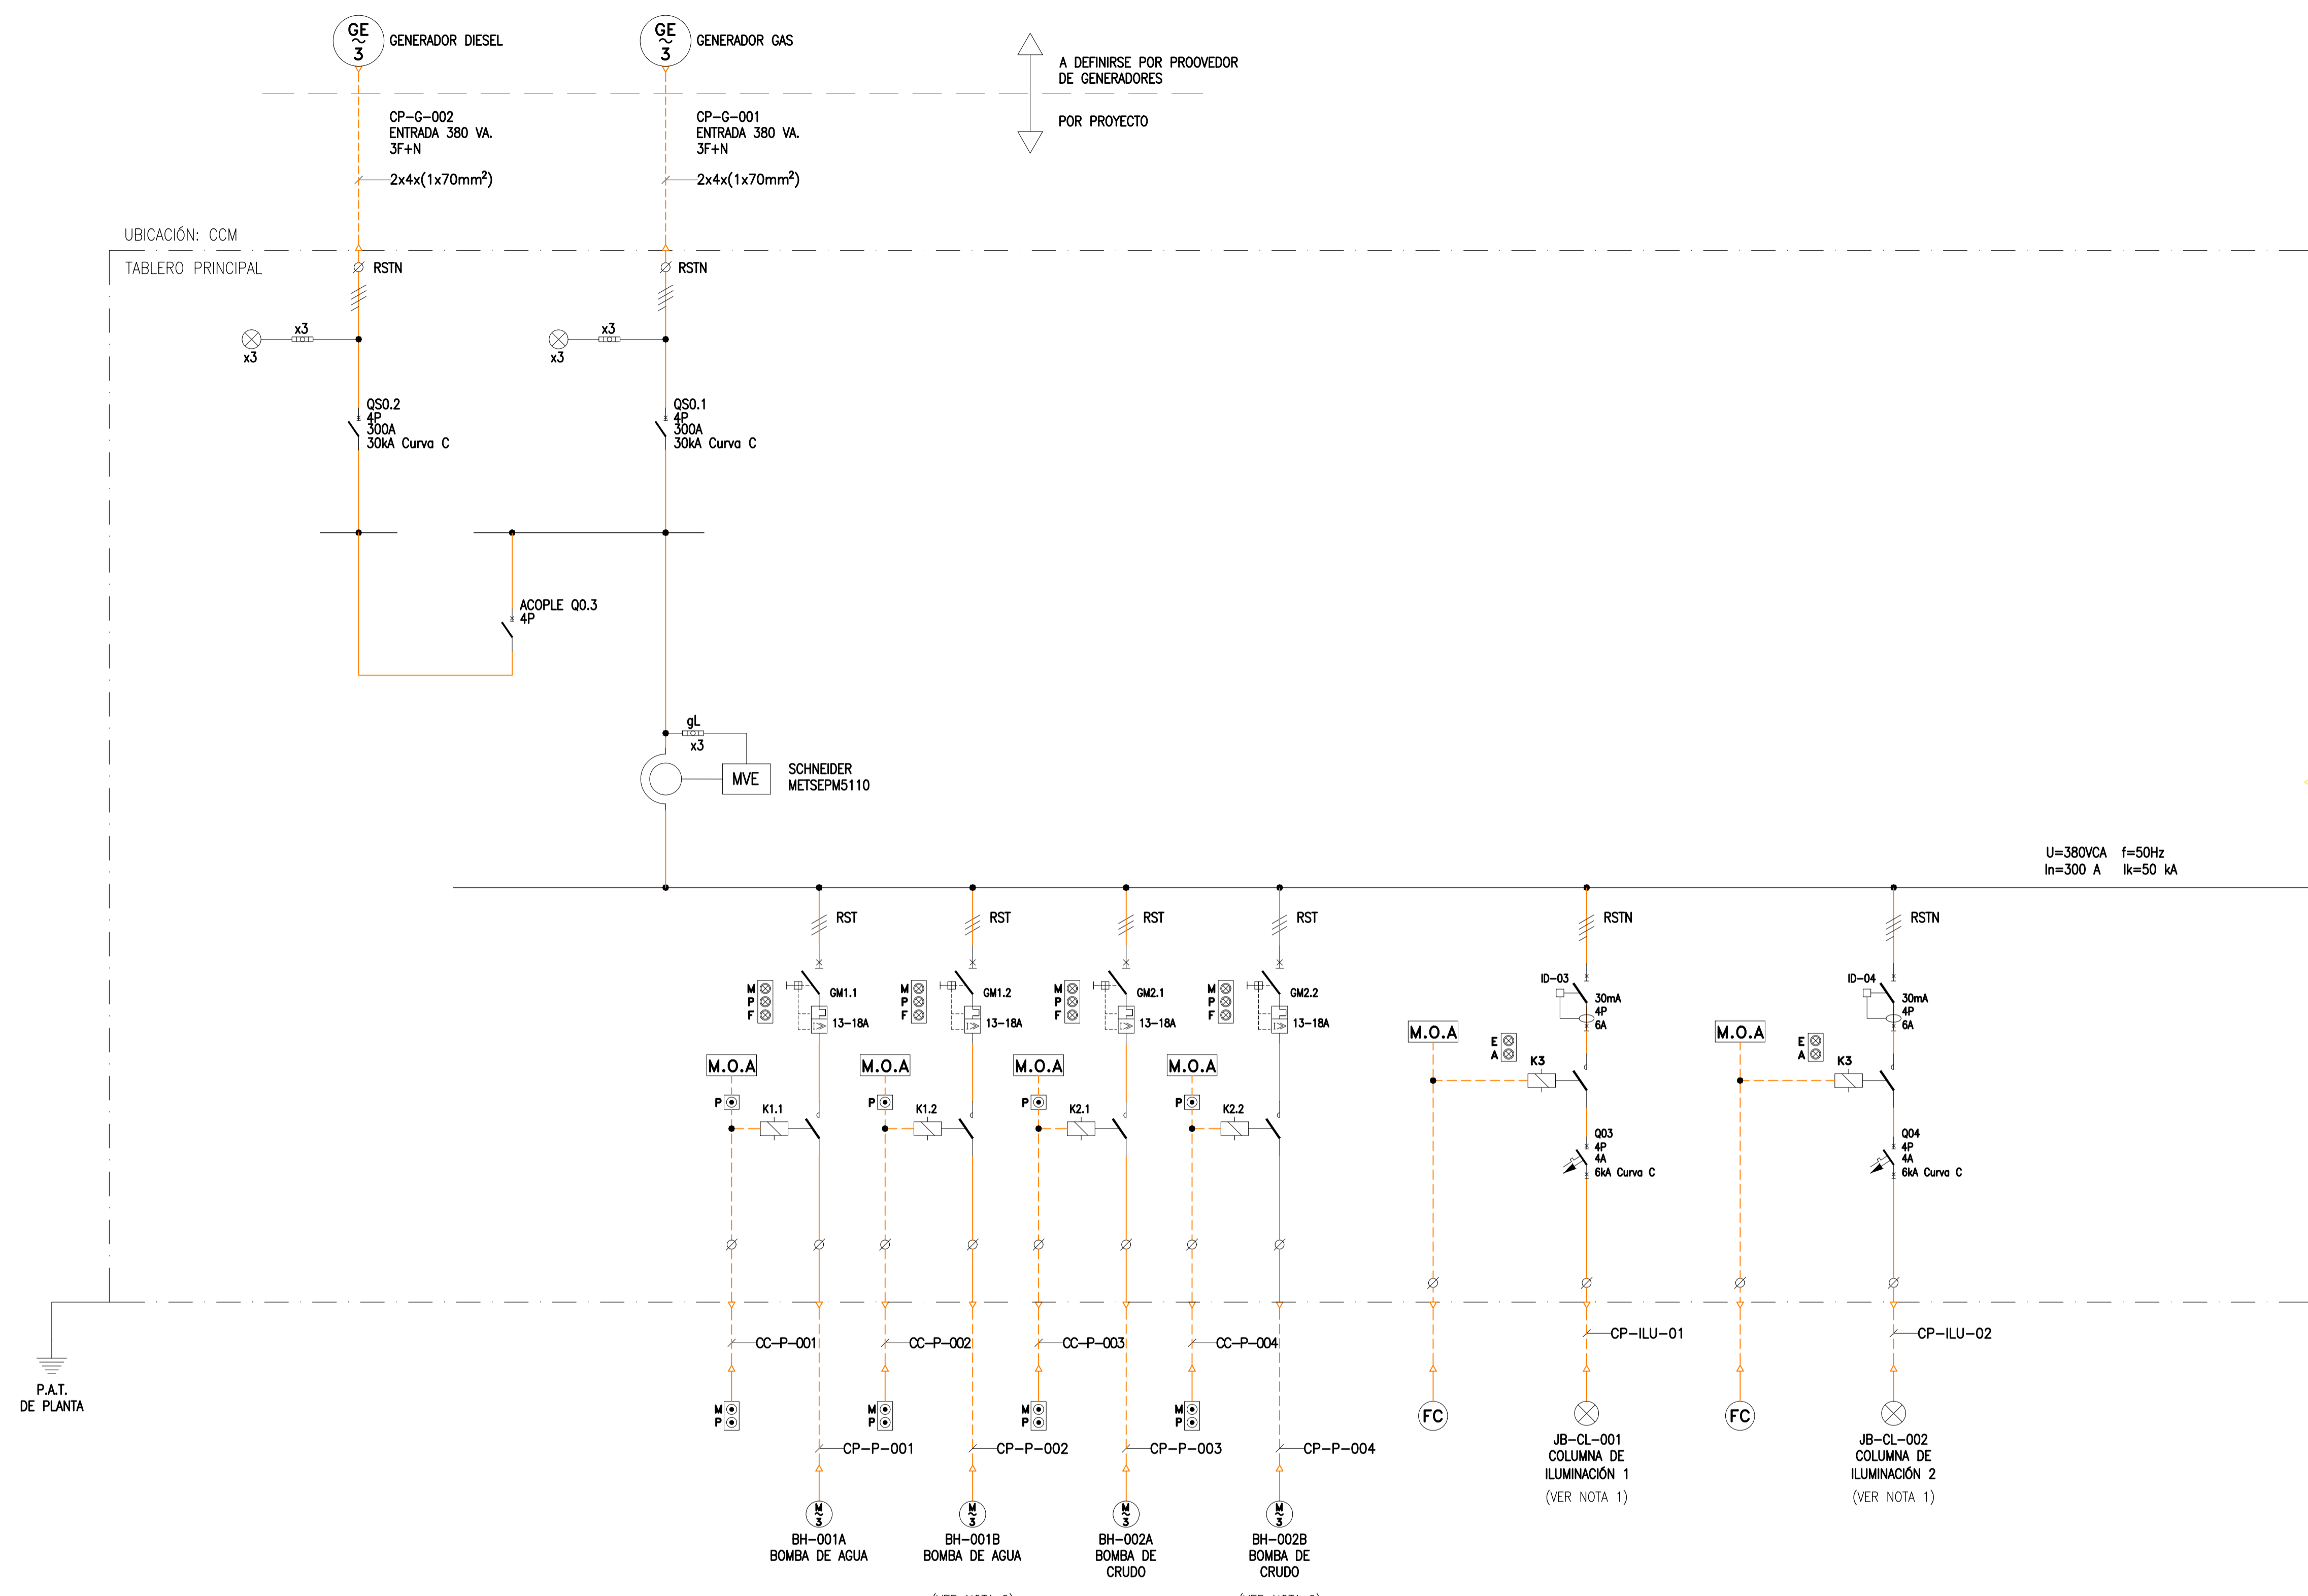 GE
~
3
GENERADOR DIESEL
GE
~
3
GENERADOR GAS
A DEFINIRSE POR PROOVEDOR
DE GENERADORES
POR PROYECTO
CP-G-002
ENTRADA 380 VA.
3F+N
2x4x(1x70mm²)
CP-G-001
ENTRADA 380 VA.
3F+N
2x4x(1x70mm²)
UBICACIÓN: CCM
TABLERO PRINCIPAL
RSTN
RSTN
x3
x3
x3
x3
QS0.2
4P
300A
30kA Curva C
QS0.1
4P
300A
30kA Curva C
ACOPLE Q0.3
4P
gL
x3
MVE
SCHNEIDER
METSEPM5110
U=380VCA f=50Hz
In=300 A Ik=50 kA
RST
RST
RST
RST
RSTN
RSTN
M
P
F
GM1.1
I>
13-18A
M
P
F
GM1.2
I>
13-18A
M
P
F
GM2.1
I>
13-18A
M
P
F
GM2.2
I>
13-18A
ID-03
30mA
4P
6A
ID-04
30mA
4P
6A
M.O.A
M.O.A
M.O.A
M.O.A
M.O.A
M.O.A
E
A
K3
E
A
K3
P
K1.1
P
K1.2
P
K2.1
P
K2.2
Q03
4P
4A
6kA Curva C
Q04
4P
4A
6kA Curva C
CC-P-001
CC-P-002
CC-P-003
CC-P-004
CP-ILU-01
CP-ILU-02
P.A.T.
DE PLANTA
M
P
M
P
M
P
M
P
FC
FC
CP-P-001
CP-P-002
CP-P-003
CP-P-004
JB-CL-001
COLUMNA DE
ILUMINACIÓN 1
(VER NOTA 1)
JB-CL-002
COLUMNA DE
ILUMINACIÓN 2
(VER NOTA 1)
M
~
3
BH-001A
BOMBA DE AGUA
M
~
3
BH-001B
BOMBA DE AGUA
M
~
3
BH-002A
BOMBA DE
CRUDO
M
~
3
BH-002B
BOMBA DE
CRUDO